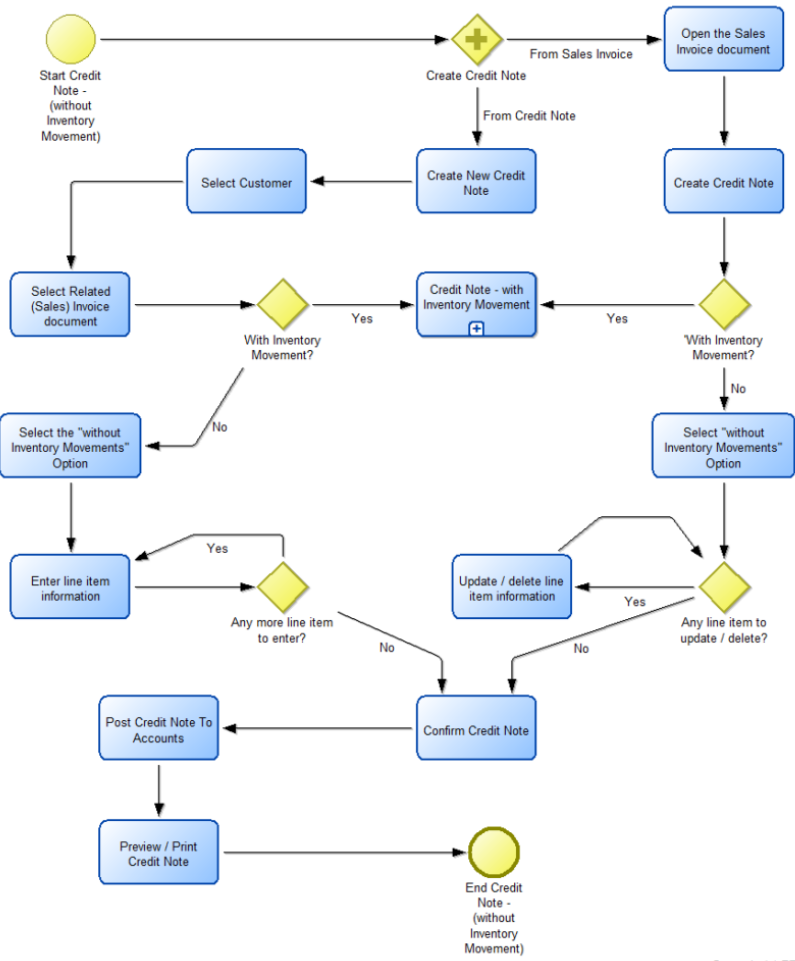 Open the Sales
Invoice document
From Sales Invoice
Start Credit
Note -
(without
Inventory
Movement)
Create Credit Note
From Credit Note
Select Customer
Create New Credit
Note
Create Credit Note
Select Related
(Sales) Invoice
document
Credit Note - with
Inventory Movement
Yes
Yes
With Inventory
Movement?
'With Inventory
Movement?
No
No
Select the "without
Inventory Movements"
Option
Select "without
Inventory Movements"
Option
Yes
Enter line item
information
Update / delete line
item information
Yes
Any more line item
to enter?
Any line item to
update / delete?
No
No
Post Credit Note To
Accounts
Confirm Credit Note
Preview / Print
Credit Note
End Credit
Note -
(without
Inventory
Movement)